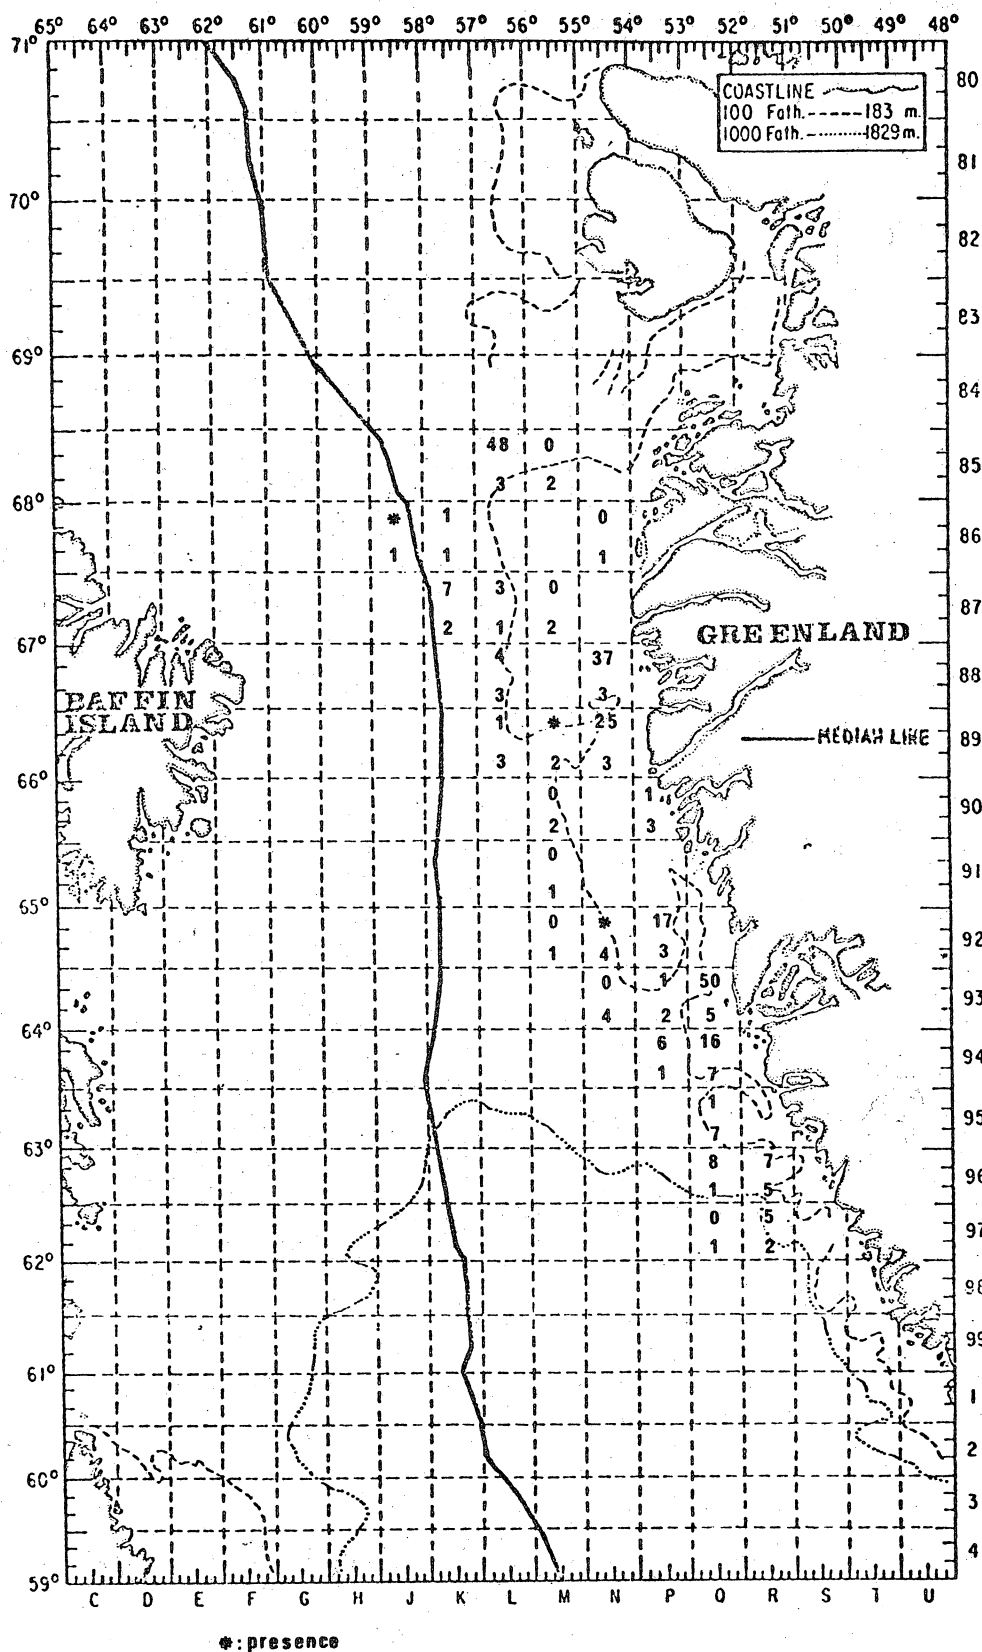 65° 64° 63° 62° 61° 60° 59° 58° 57° 56° 55° 54° 53° 52° 51° 50° 49° 48°
71°
80
COASTLINE
100 Fath. 183 m.
1000 Fath. 1829 m.
81
70°
82
83
69°
84
48 0
85
3 2
68°
* 1 0
86
1 1 1
7 3 0
87
2 1 2
GREENLAND
67°
4 37
88
BAFFIN
3 3
ISLAND
1 * 25
MEDIAN LINE
89
3 2 3
66°
0 1
90
2 3
0
91
1
65°
0 * 17
92
1 4 3
0 1 50
93
4 2 5
64°
6 16
94
1 7
1
95
7
63°
8 7
96
1 5
0 5
97
1 2
62°
98
99
61°
1
2
60°
3
4
59°
C D E F G H J K L M N P Q R S T U
*: presence